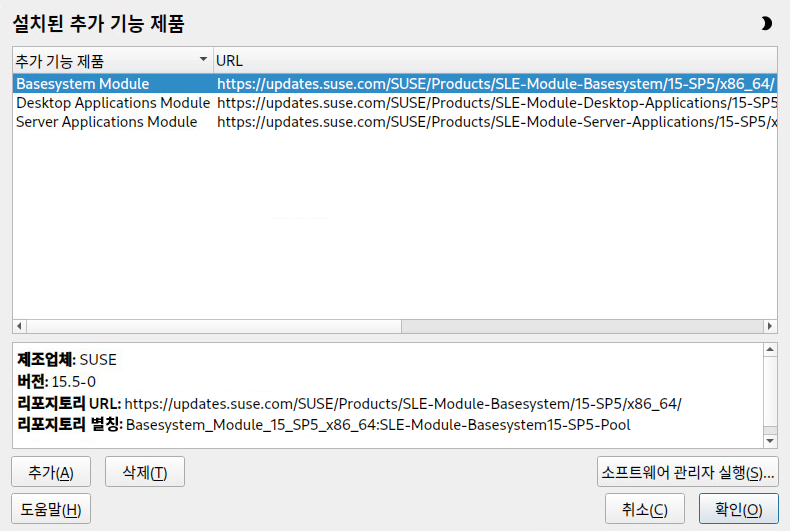 설치된 추가 기능 제품
추가 기능 제품 URL
Basesystem Module https://updates.suse.com/SUSE/Products/SLE-Module-Basesystem/15-SP5/x86_64/
Desktop Applications Module https://updates.suse.com/SUSE/Products/SLE-Module-Desktop-Applications/15-SP5
Server Applications Module https://updates.suse.com/SUSE/Products/SLE-Module-Server-Applications/15-SP5/x
제조업체: SUSE
버전: 15.5-0
리포지토리 URL: https://updates.suse.com/SUSE/Products/SLE-Module-Basesystem/15-SP5/x86_64/
리포지토리 별칭: Basesystem_Module_15_SP5_x86_64:SLE-Module-Basesystem15-SP5-Pool
추가(A) 삭제(T) 소프트웨어 관리자 실행(S)...
도움말(H) 취소(C) 확인(O)